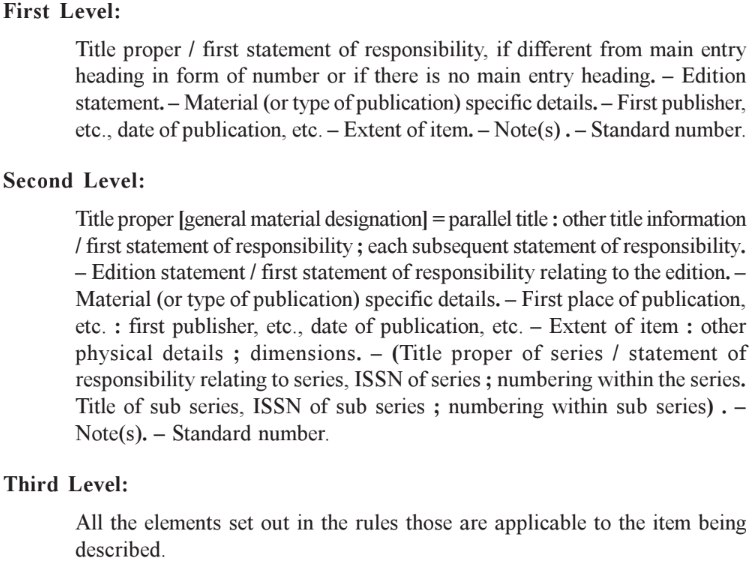 First Level:
Title proper / first statement of responsibility, if different from main entry
heading in form of number or if there is no main entry heading. – Edition
statement. – Material (or type of publication) specific details. – First publisher,
etc., date of publication, etc. – Extent of item. – Note(s) . – Standard number.
Second Level:
Title proper [general material designation] = parallel title : other title information
/ first statement of responsibility ; each subsequent statement of responsibility.
– Edition statement / first statement of responsibility relating to the edition. –
Material (or type of publication) specific details. – First place of publication,
etc. : first publisher, etc., date of publication, etc. – Extent of item : other
physical details ; dimensions. – (Title proper of series / statement of
responsibility relating to series, ISSN of series ; numbering within the series.
Title of sub series, ISSN of sub series ; numbering within sub series) . –
Note(s). – Standard number.
Third Level:
All the elements set out in the rules those are applicable to the item being
described.